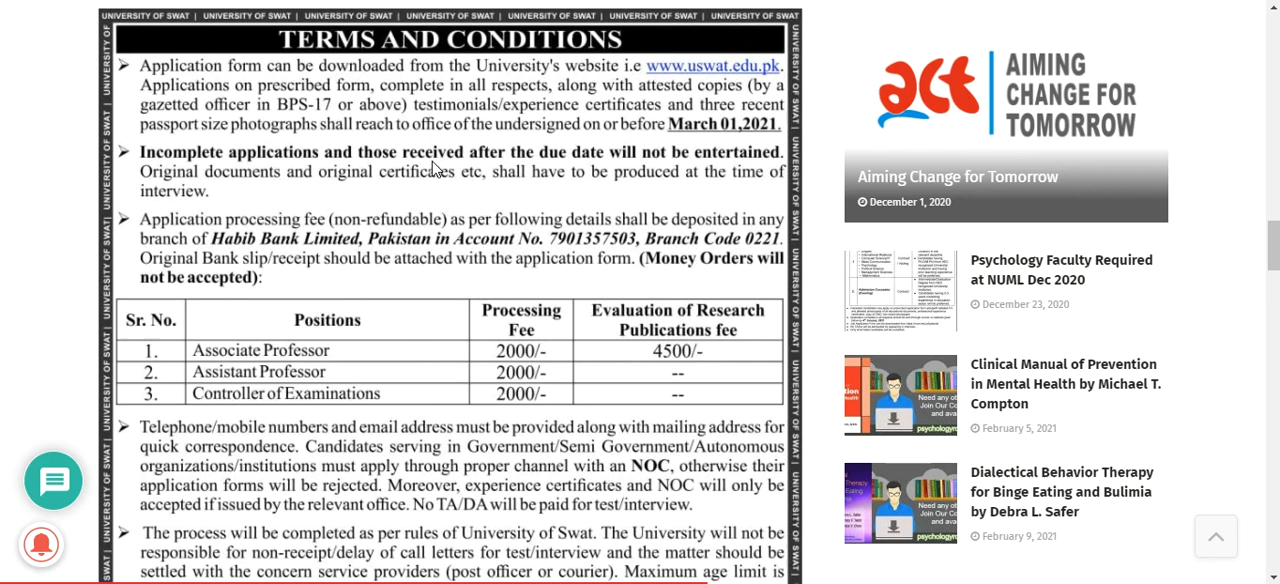 UNIVERSITY OF SWAT | UNIVERSITY OF SWAT | UNIVERSITY OF SWAT | UNIVERSITY OF SWAT | UNIVERSITY OF SWAT | UNIVERSITY OF SWAT | UNIVERSITY OF SWAT
TERMS AND CONDITIONS
➢ Application form can be downloaded from the University's website i.e www.uswat.edu.pk.
Applications on prescribed form, complete in all respects, along with attested copies (by a
gazetted officer in BPS-17 or above) testimonials/experience certificates and three recent
passport size photographs shall reach to office of the undersigned on or before March 01,2021.
➢ Incomplete applications and those received after the due date will not be entertained.
Original documents and original certificates etc, shall have to be produced at the time of
interview.
➢ Application processing fee (non-refundable) as per following details shall be deposited in any
branch of Habib Bank Limited, Pakistan in Account No. 7901357503, Branch Code 0221.
Original Bank slip/receipt should be attached with the application form. (Money Orders will
not be accepted):
Sr. No. Positions Processing Fee Evaluation of Research Publications fee
1. Associate Professor 2000/- 4500/-
2. Assistant Professor 2000/- --
3. Controller of Examinations 2000/- --
➢ Telephone/mobile numbers and email address must be provided along with mailing address for
quick correspondence. Candidates serving in Government/Semi Government/Autonomous
organizations/institutions must apply through proper channel with an NOC, otherwise their
application forms will be rejected. Moreover, experience certificates and NOC will only be
accepted if issued by the relevant office. No TA/DA will be paid for test/interview.
➢ The process will be completed as per rules of University of Swat. The University will not be
responsible for non-receipt/delay of call letters for test/interview and the matter should be
settled with the concern service providers (post officer or courier). Maximum age limit is
act
AIMING
CHANGE FOR
TOMORROW
Aiming Change for Tomorrow
December 1, 2020
Psychology Faculty Required
at NUML Dec 2020
December 23, 2020
Clinical Manual of Prevention
in Mental Health by Michael T.
Compton
February 5, 2021
Dialectical Behavior Therapy
for Binge Eating and Bulimia
by Debra L. Safer
February 9, 2021